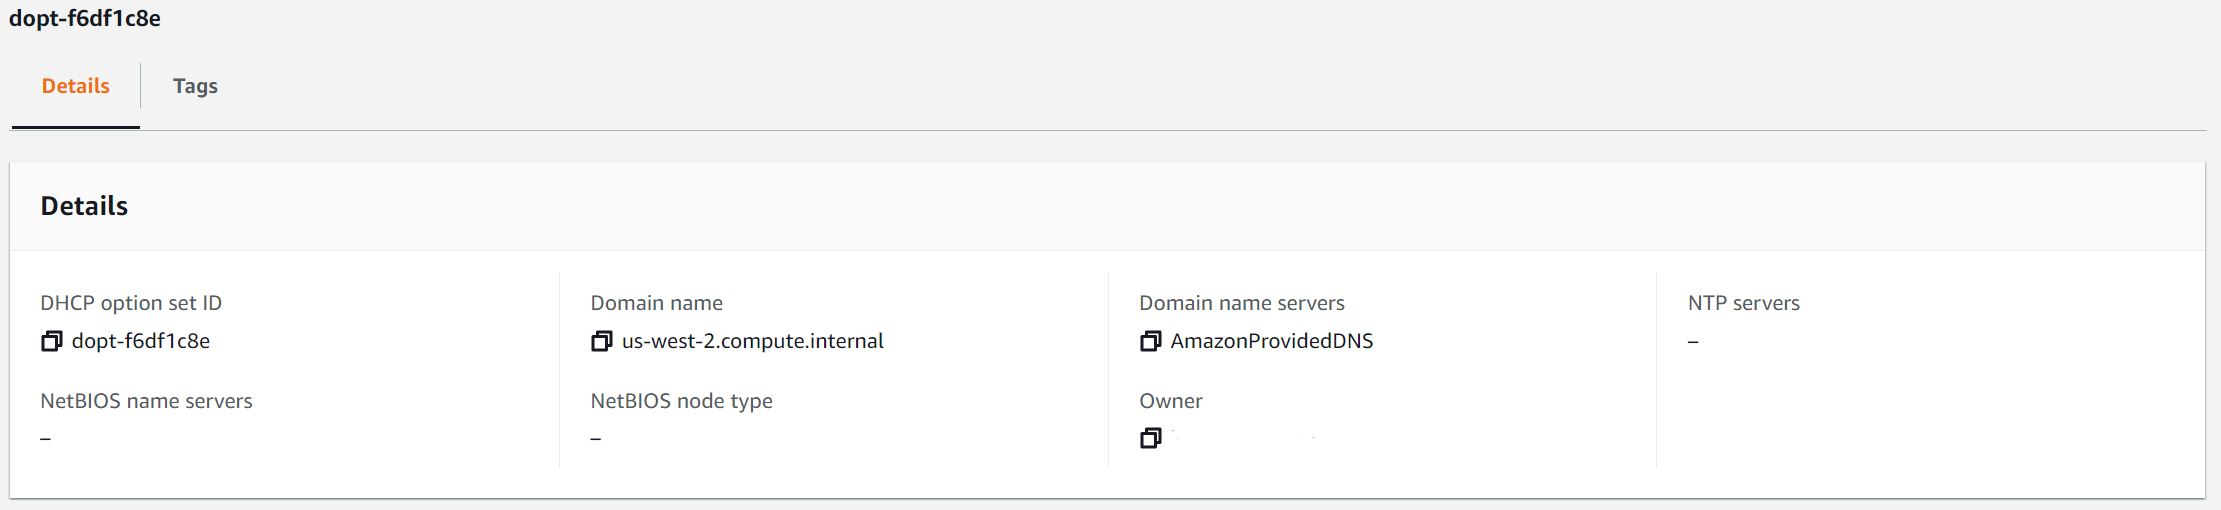 dopt-f6df1c8e
Details
Tags
Details
DHCP option set ID
dopt-f6df1c8e
Domain name
us-west-2.compute.internal
Domain name servers
AmazonProvidedDNS
NTP servers
–
NetBIOS name servers
–
NetBIOS node type
–
Owner